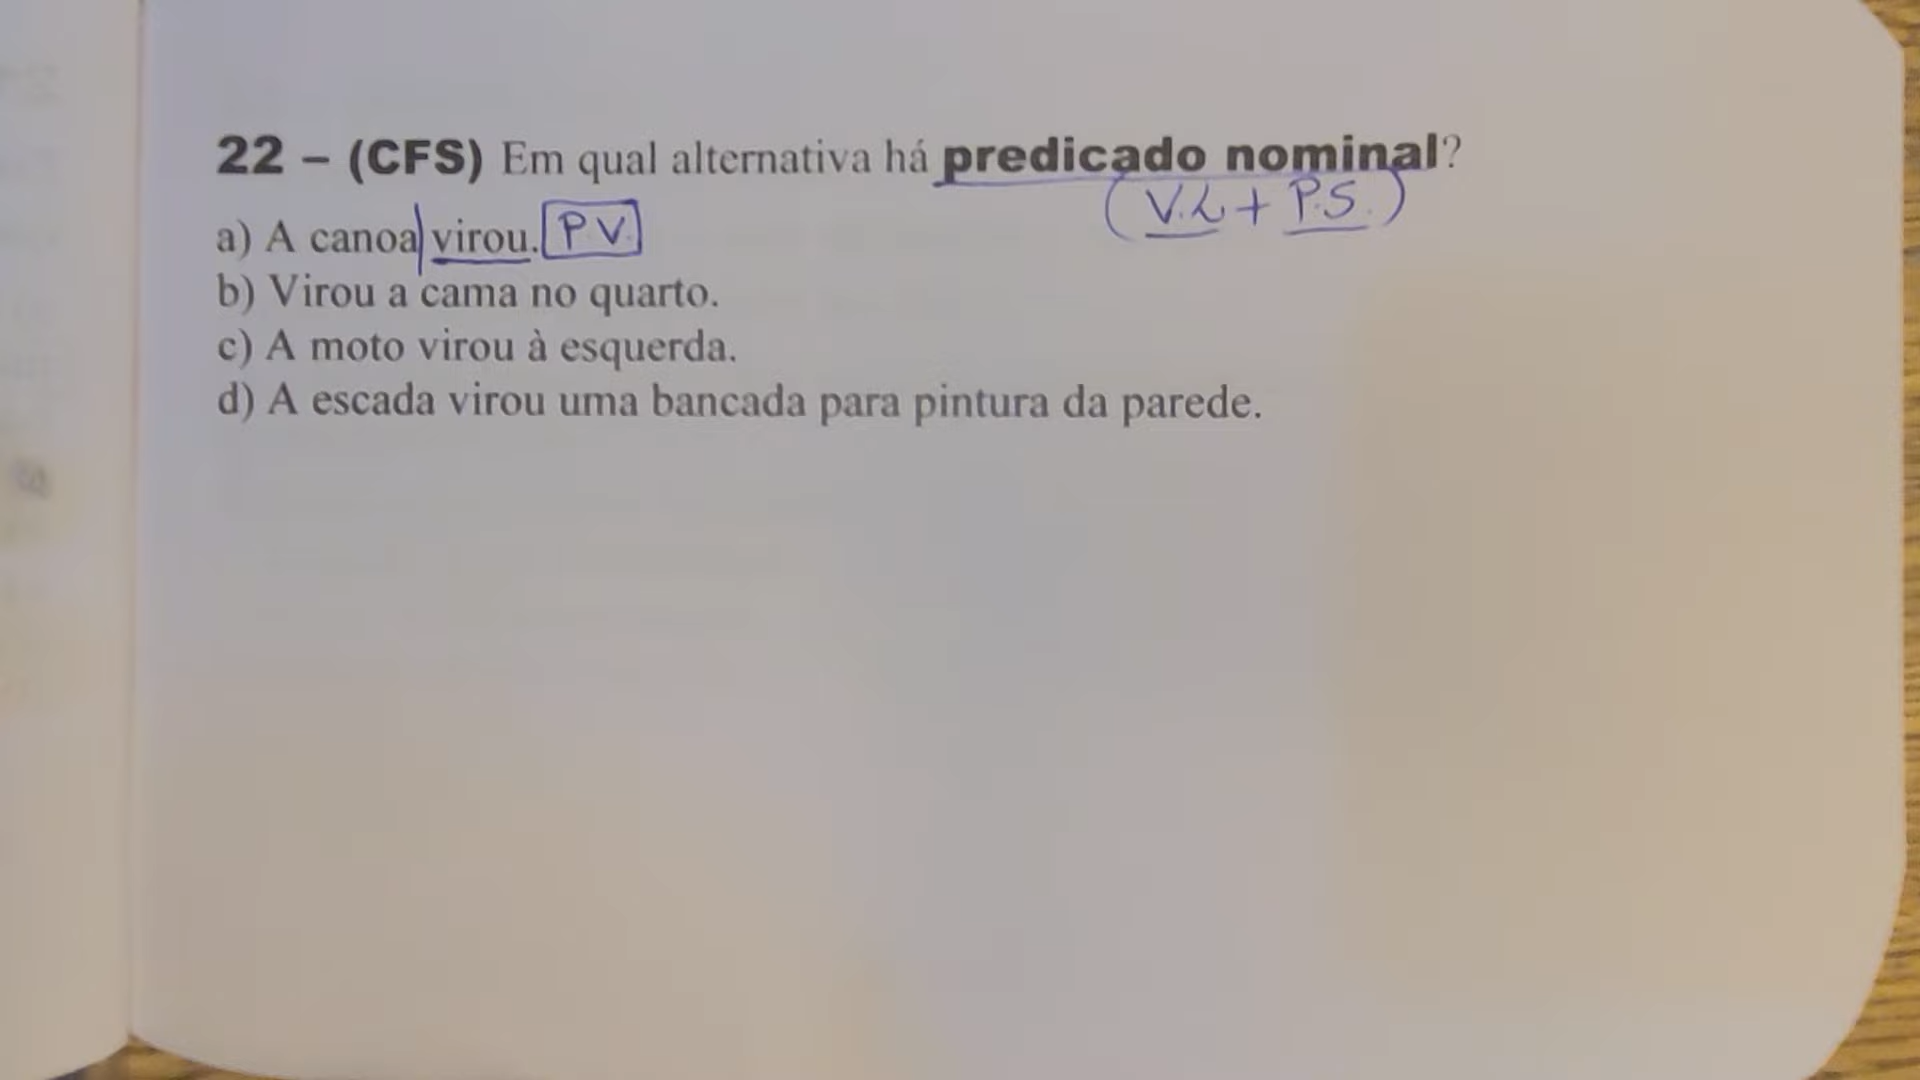 22 – (CFS) Em qual alternativa há predicado nominal?
(V.L + P.S.)
a) A canoa virou. P.V.
b) Virou a cama no quarto.
c) A moto virou à esquerda.
d) A escada virou uma bancada para pintura da parede.